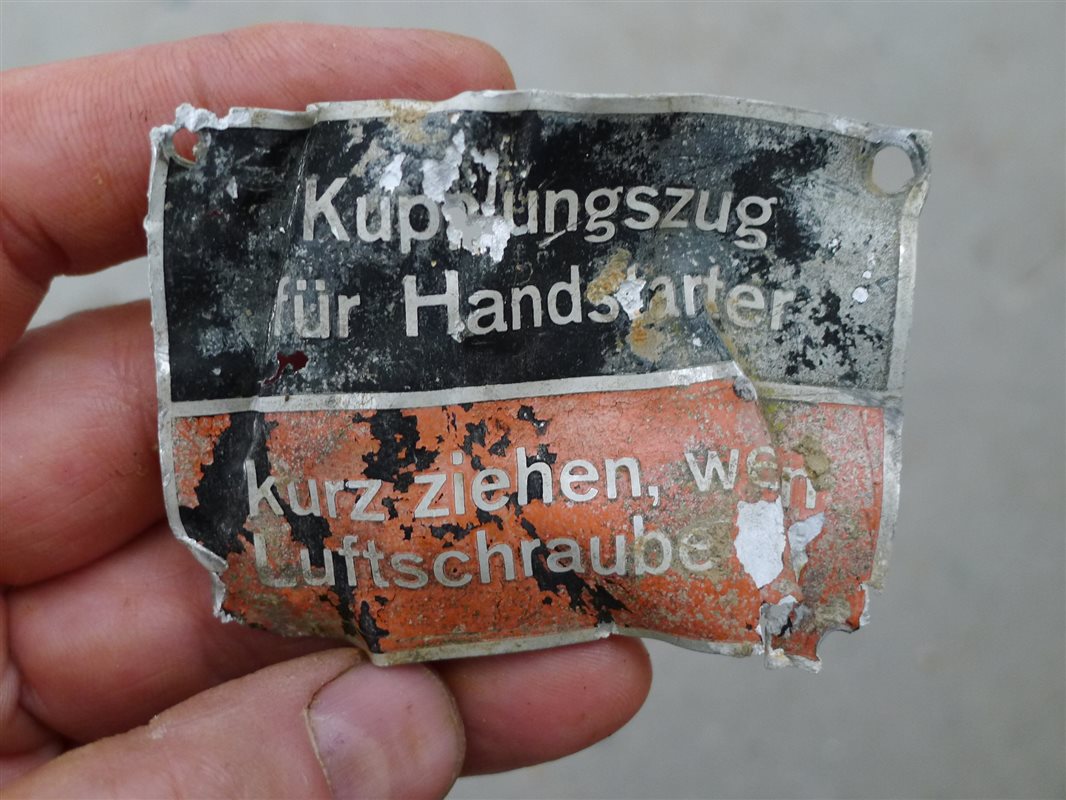 Kupplungszug
für Handstarter
kurz ziehen, wenn
Luftschraube